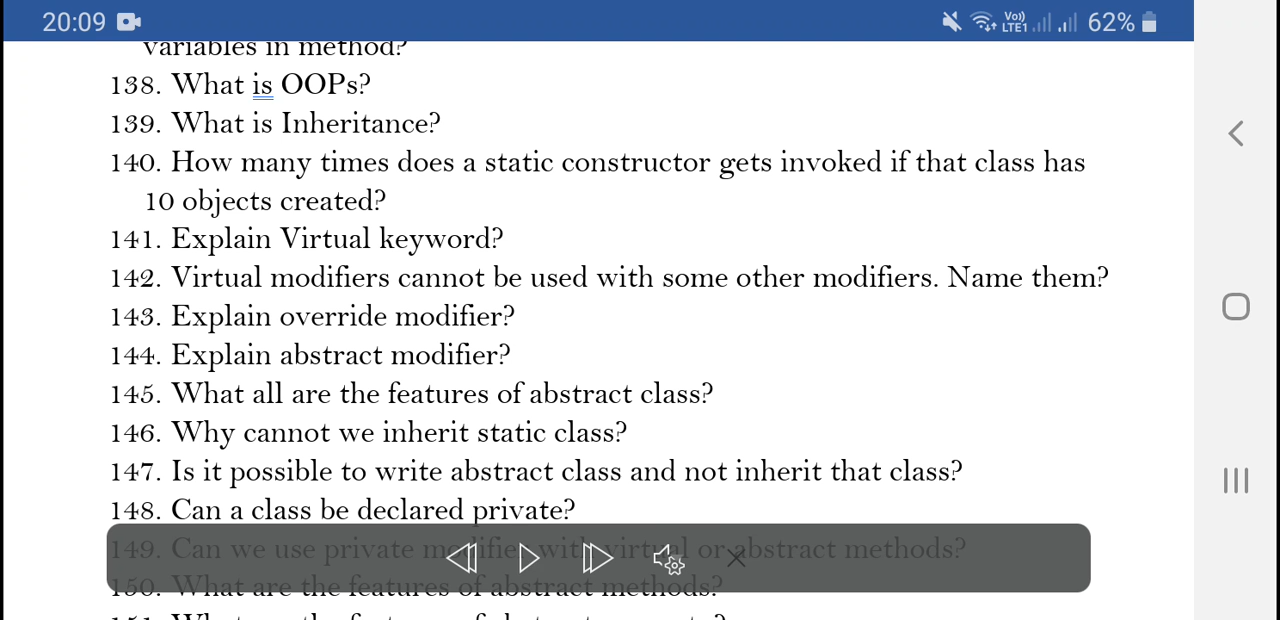 20:09 Vo)) LTE1 62%
variables in method?
138. What is OOPs?
139. What is Inheritance?
140. How many times does a static constructor gets invoked if that class has
10 objects created?
141. Explain Virtual keyword?
142. Virtual modifiers cannot be used with some other modifiers. Name them?
143. Explain override modifier?
144. Explain abstract modifier?
145. What all are the features of abstract class?
146. Why cannot we inherit static class?
147. Is it possible to write abstract class and not inherit that class?
148. Can a class be declared private?
149. Can we use private modifier with virtual or abstract methods?
150. What are the features of abstract methods?